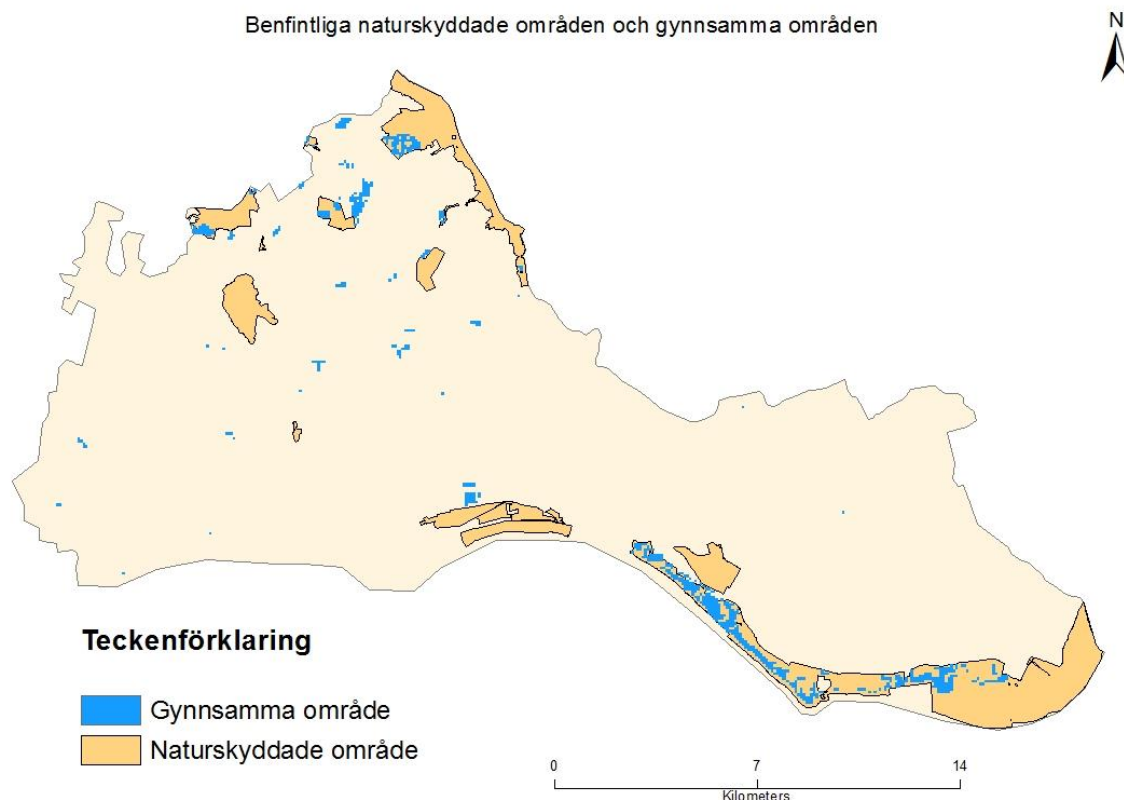 Benfintliga naturskyddade områden och gynnsamma områden
N
Teckenförklaring
Gynnsamma område
Naturskyddade område
0 7 14
Kilometers